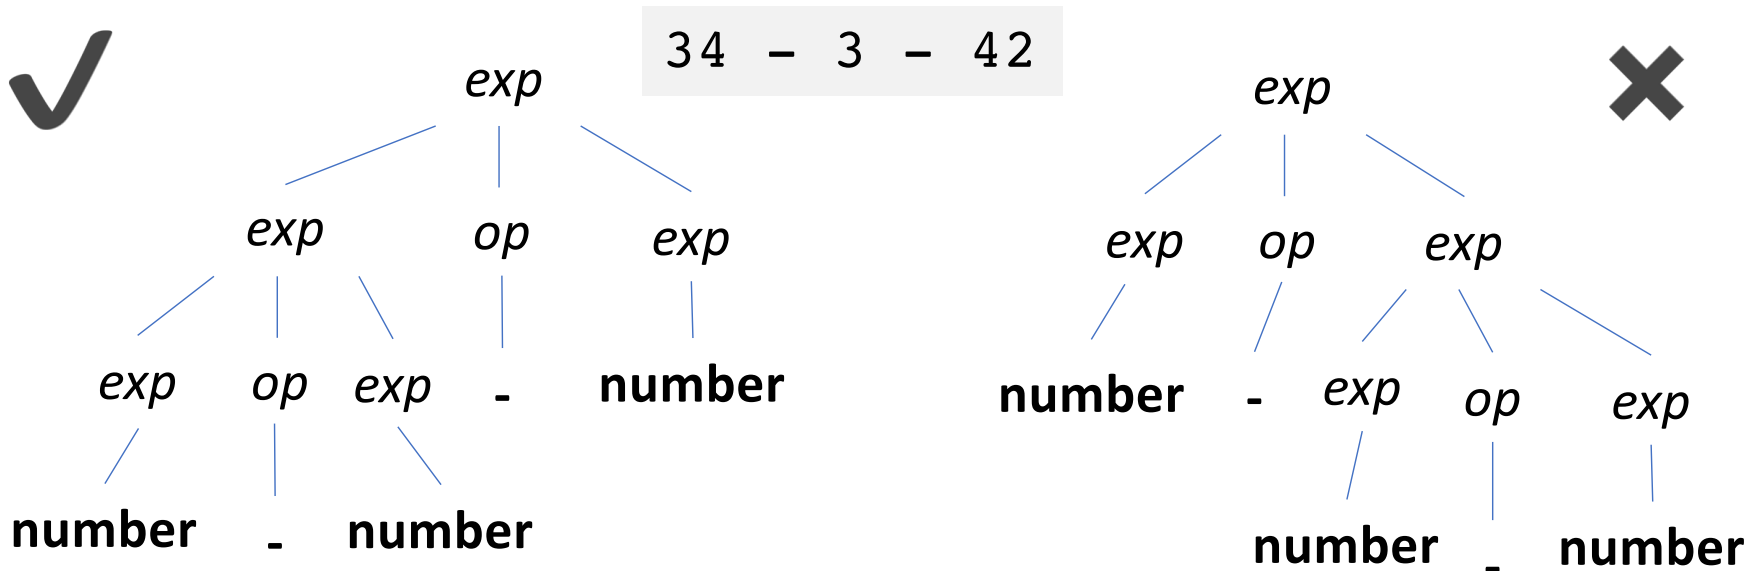 34 - 3 - 42
exp
exp op exp
exp op exp - number
number - number
exp
exp op exp
number - exp op exp
number - number